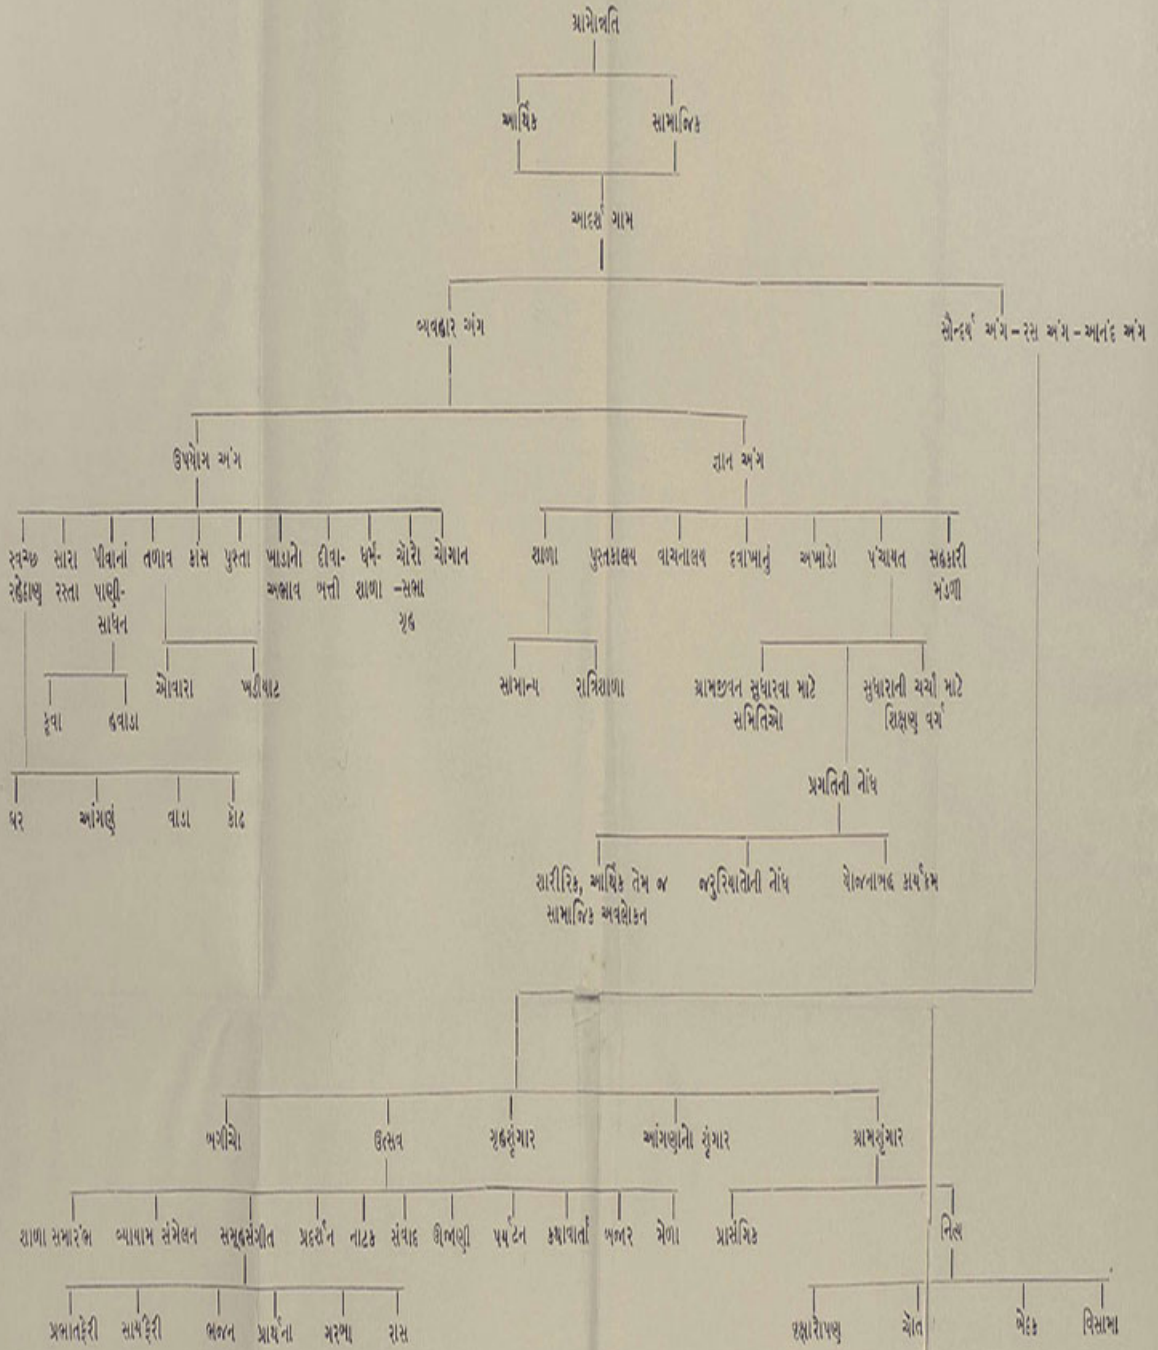 ગ્રામોન્નતિ
આર્થિક સામાજિક
આદર્શ ગામ
વ્યવહાર અંગ સૌન્દર્ય અંગ – રસ અંગ – આનંદ અંગ
ઉપયોગ અંગ જ્ઞાન અંગ
સ્વચ્છ સારા પીવાનાં તળાવ કાંસ પુસ્તા ખાડાનો દીવા- ધર્મ- ચૉરો ચોગાન શાળા પુસ્તકાલય વાચનાલય દવાખાનું અખાડો પંચાયત સહકારી
રહેઠાણ રસ્તા પાણી- અભાવ બત્તી શાળા –સભા મંડળી
સાધન ગૃહ
ઓવારા ખડીયાટ સામાન્ય રાત્રિશાળા ગ્રામજીવન સુધારવા માટે સુધારાની ચર્ચા માટે
કૂવા હવાડા સમિતિઓ શિક્ષણ વર્ગ
પ્રગતિની નોંધ
ઘર આંગણું વાડા કોઢ
શારીરિક, આર્થિક તેમ જ જરુરિયાતોની નોંધ યોજનાબદ્ધ કાર્યક્રમ
સામાજિક અવલોકન
બગીચો ઉત્સવ ગૃહશૃંગાર આંગણાનો શૃંગાર ગ્રામશૃંગાર
શાળા સમારંભ વ્યાયામ સંમેલન સમૂહસંગીત પ્રદર્શન નાટક સંવાદ ઊજાણી પર્યટન કથાવાર્તા બજાર મેળા પ્રાસંગિક નિત્ય
પ્રભાતફેરી સાયંફેરી ભજન પ્રાર્થના ગરબા રાસ વૃક્ષારોપણ ચૉત બેઠક વિસામા